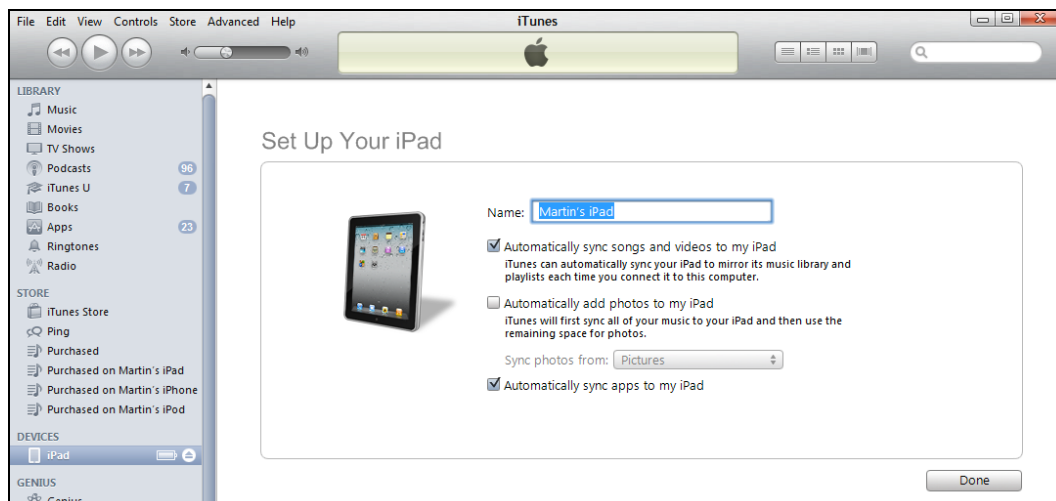 File Edit View Controls Store Advanced Help
iTunes
LIBRARY
Music
Movies
TV Shows
Podcasts 96
iTunes U 7
Books
Apps 23
Ringtones
Radio
STORE
iTunes Store
Ping
Purchased
Purchased on Martin's iPad
Purchased on Martin's iPhone
Purchased on Martin's iPod
DEVICES
iPad
GENIUS
Genius
Set Up Your iPad
Name: Martin's iPad
Automatically sync songs and videos to my iPad
iTunes can automatically sync your iPad to mirror its music library and
playlists each time you connect it to this computer.
Automatically add photos to my iPad
iTunes will first sync all of your music to your iPad and then use the
remaining space for photos.
Sync photos from: Pictures
Automatically sync apps to my iPad
Done